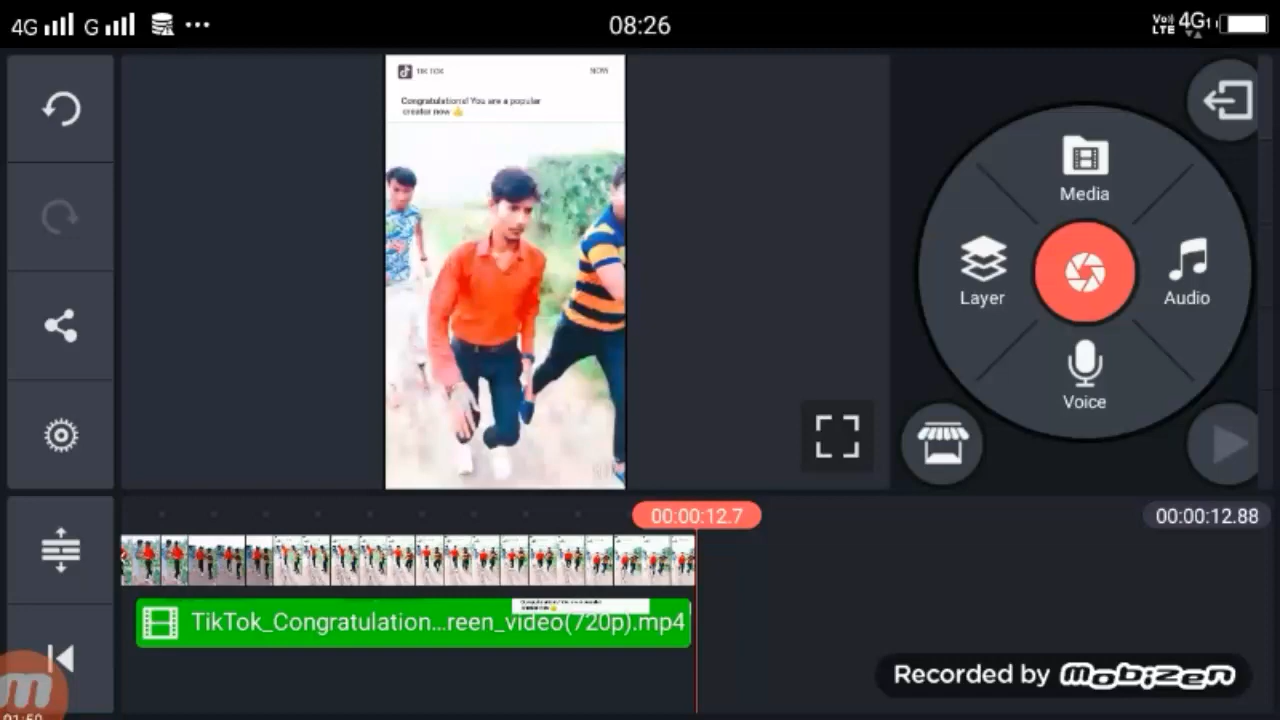 4G G 08:26 Vo)) LTE 4G
TIK TOK NOW
Congratulations! You are a popular
creator now 👍
Media
Layer
Audio
Voice
00:00:12.7
00:00:12.88
TikTok_Congratulation...reen_video(720p).mp4
Recorded by mobizen